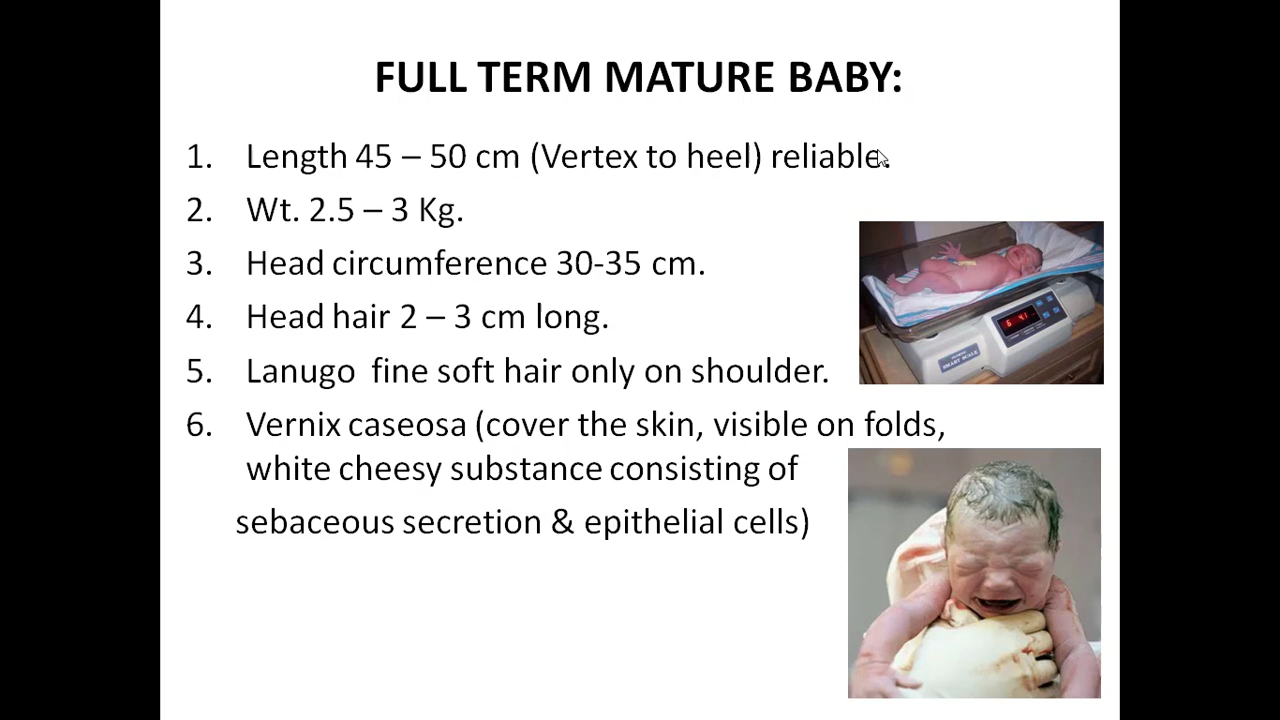 FULL TERM MATURE BABY:
1. Length 45 – 50 cm (Vertex to heel) reliable.
2. Wt. 2.5 – 3 Kg.
3. Head circumference 30-35 cm.
4. Head hair 2 – 3 cm long.
5. Lanugo fine soft hair only on shoulder.
6. Vernix caseosa (cover the skin, visible on folds,
white cheesy substance consisting of
sebaceous secretion & epithelial cells)
SMART SCALE